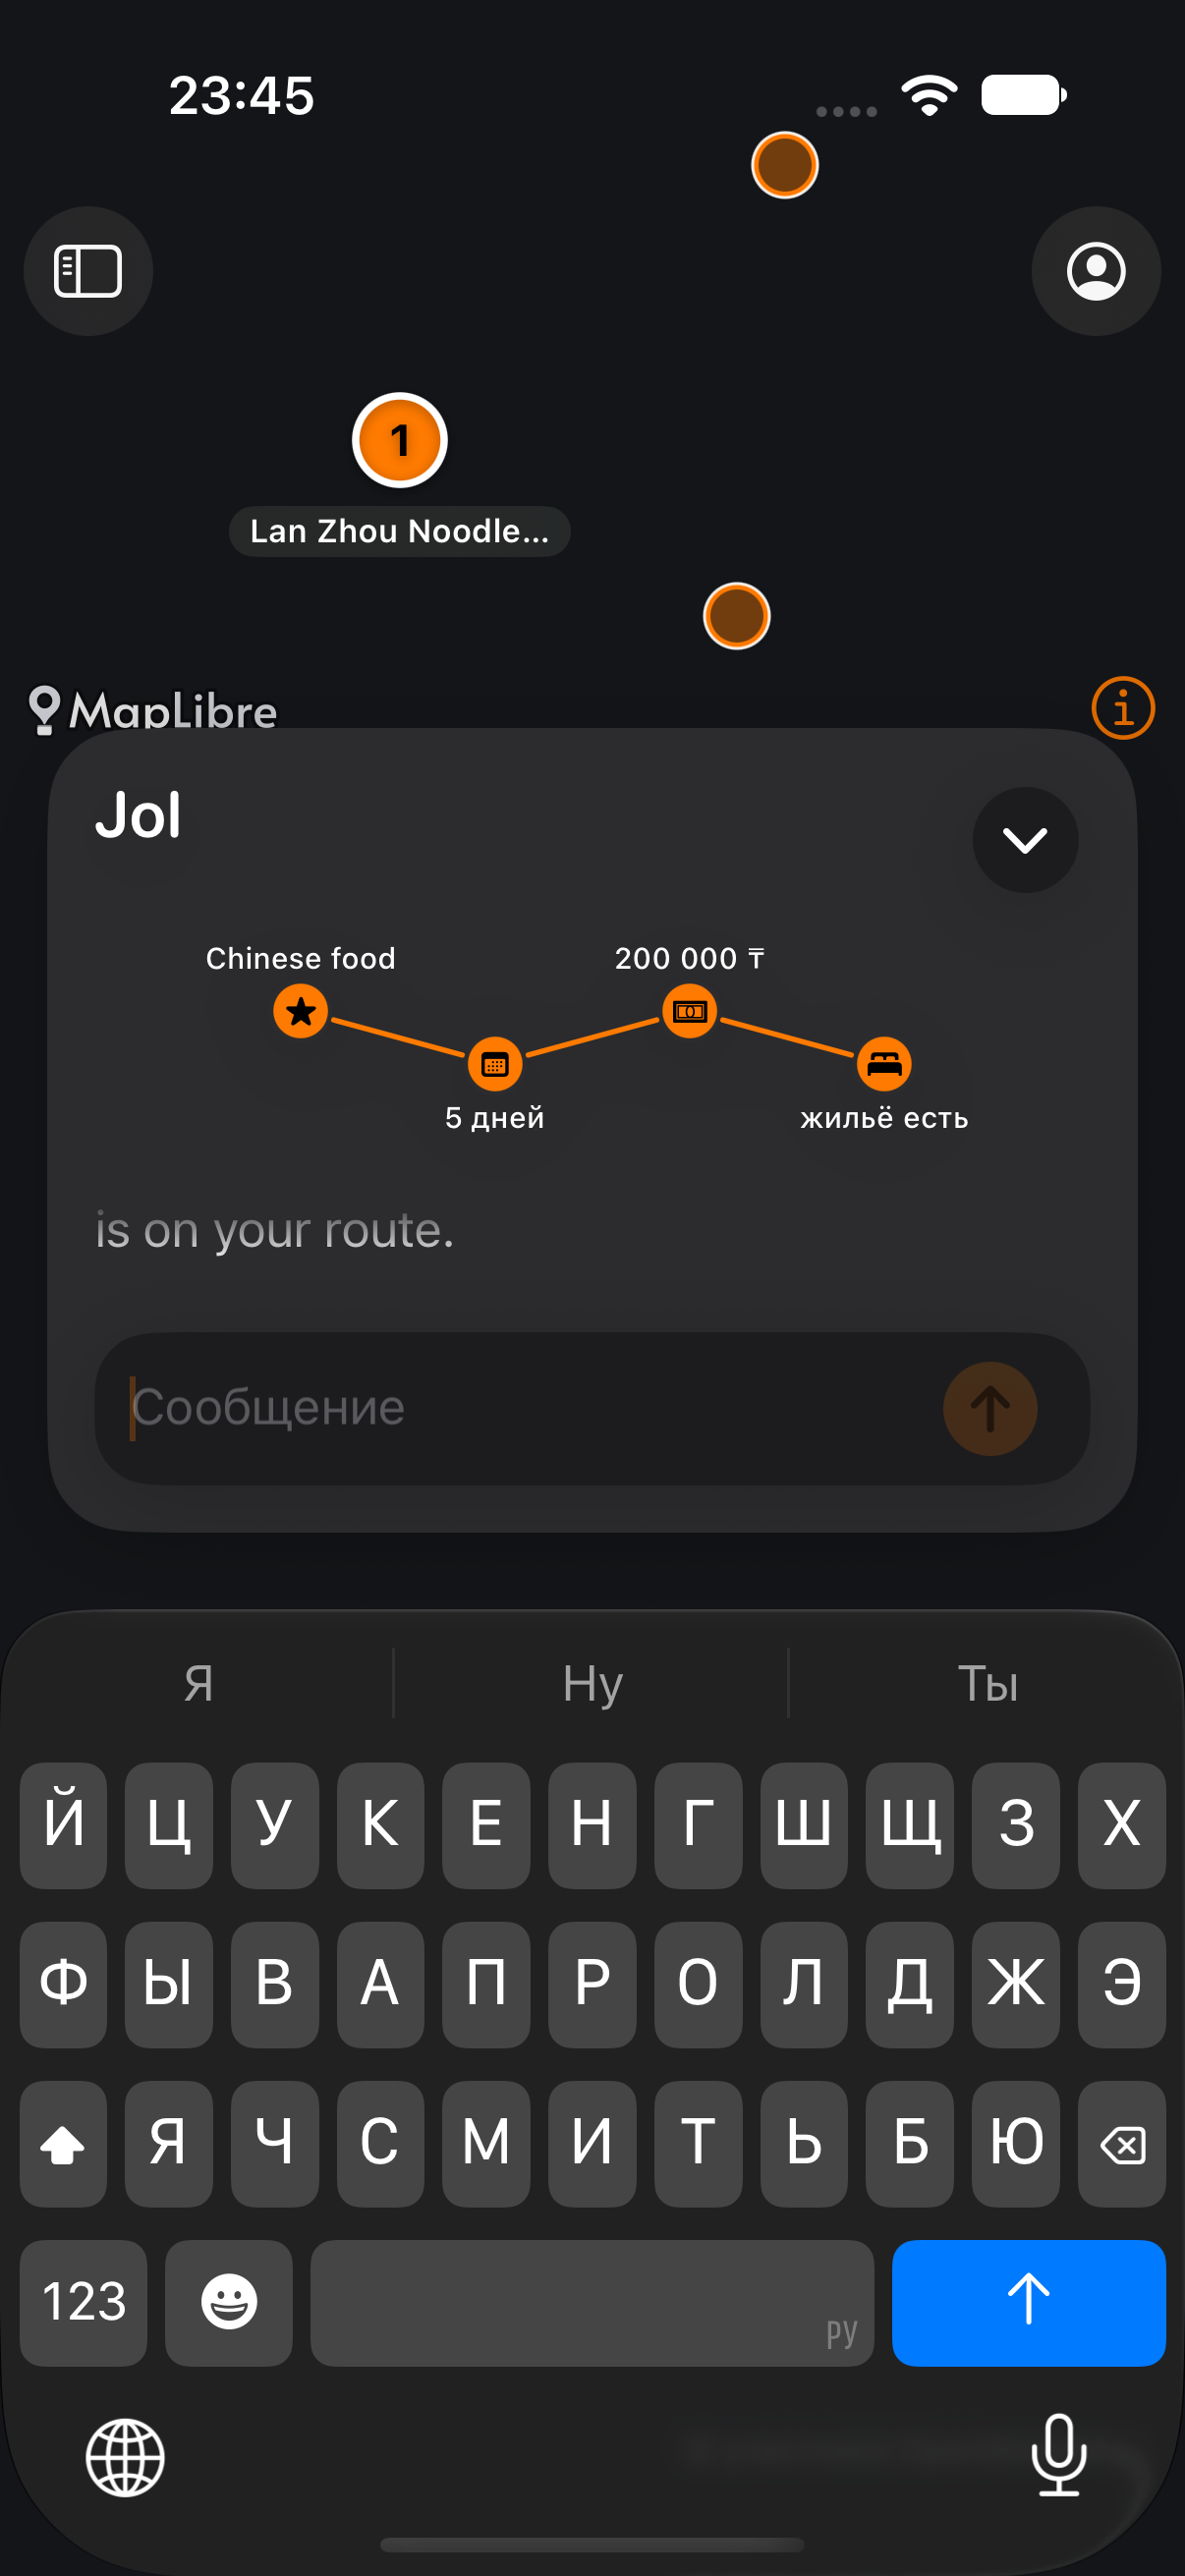 23:45
1
Lan Zhou Noodle...
MapLibre
Jol
Chinese food
200 000 ₸
5 дней
жильё есть
is on your route.
Сообщение
Я Ну Ты
Й Ц У К Е Н Г Ш Щ З Х
Ф Ы В А П Р О Л Д Ж Э
Я Ч С М И Т Ь Б Ю
123
РУ